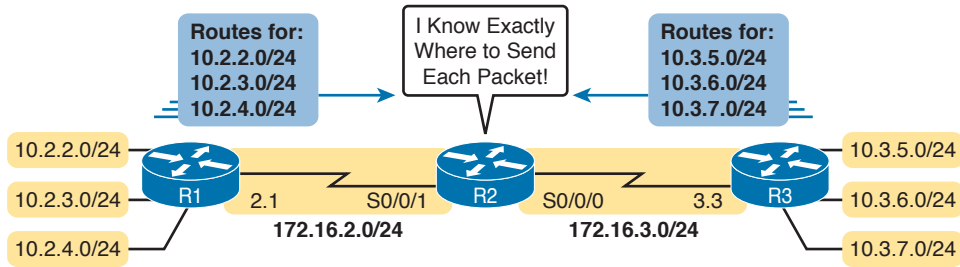 Routes for:
10.2.2.0/24
10.2.3.0/24
10.2.4.0/24
I Know Exactly
Where to Send
Each Packet!
Routes for:
10.3.5.0/24
10.3.6.0/24
10.3.7.0/24
10.2.2.0/24
10.2.3.0/24
10.2.4.0/24
R1
2.1
172.16.2.0/24
S0/0/1
R2
S0/0/0
172.16.3.0/24
3.3
R3
10.3.5.0/24
10.3.6.0/24
10.3.7.0/24